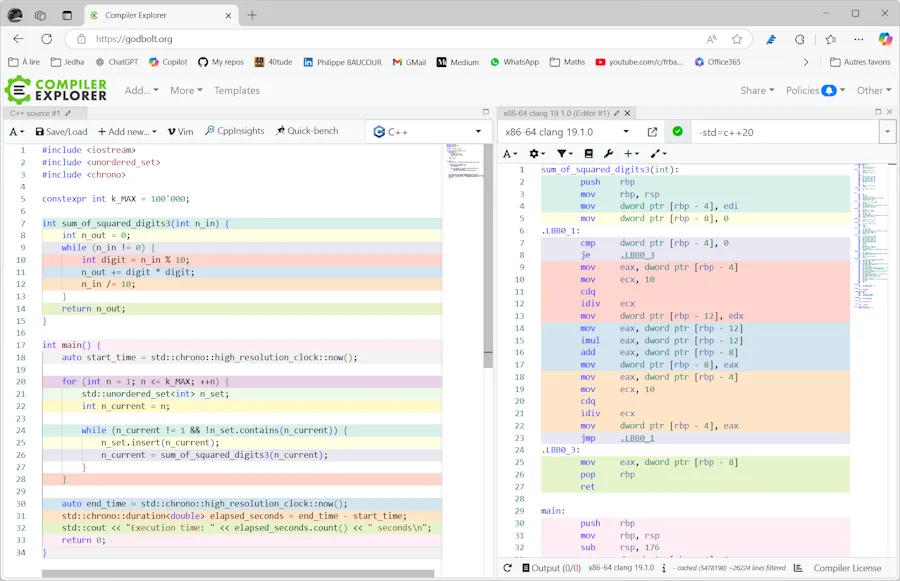 Compiler Explorer
https://godbolt.org
À lire Jedha ChatGPT Copilot My repos 40tude Philippe BAUCOUR GMail Medium WhatsApp Maths youtube.com/c/frba... Office365 Autres favoris
COMPILER EXPLORER Add... More Templates Share Policies Other
C++ source #1
A Save/Load Add new... Vim CppInsights Quick-bench C++
1 #include <iostream>
2 #include <unordered_set>
3 #include <chrono>
4
5 constexpr int k_MAX = 100'000;
6
7 int sum_of_squared_digits3(int n_in) {
8 int n_out = 0;
9 while (n_in != 0) {
10 int digit = n_in % 10;
11 n_out += digit * digit;
12 n_in /= 10;
13 }
14 return n_out;
15 }
16
17 int main() {
18 auto start_time = std::chrono::high_resolution_clock::now();
19
20 for (int n = 1; n <= k_MAX; ++n) {
21 std::unordered_set<int> n_set;
22 int n_current = n;
23
24 while (n_current != 1 && !n_set.contains(n_current)) {
25 n_set.insert(n_current);
26 n_current = sum_of_squared_digits3(n_current);
27 }
28 }
29
30 auto end_time = std::chrono::high_resolution_clock::now();
31 std::chrono::duration<double> elapsed_seconds = end_time - start_time;
32 std::cout << "Execution time: " << elapsed_seconds.count() << " seconds\n";
33 return 0;
34 }
x86-64 clang 19.1.0 (Editor #1)
x86-64 clang 19.1.0 -std=c++20
A
1 sum_of_squared_digits3(int):
2 push rbp
3 mov rbp, rsp
4 mov dword ptr [rbp - 4], edi
5 mov dword ptr [rbp - 8], 0
6 .LBB0_1:
7 cmp dword ptr [rbp - 4], 0
8 je .LBB0_3
9 mov eax, dword ptr [rbp - 4]
10 mov ecx, 10
11 cdq
12 idiv ecx
13 mov dword ptr [rbp - 12], edx
14 mov eax, dword ptr [rbp - 12]
15 imul eax, dword ptr [rbp - 12]
16 add eax, dword ptr [rbp - 8]
17 mov dword ptr [rbp - 8], eax
18 mov eax, dword ptr [rbp - 4]
19 mov ecx, 10
20 cdq
21 idiv ecx
22 mov dword ptr [rbp - 4], eax
23 jmp .LBB0_1
24 .LBB0_3:
25 mov eax, dword ptr [rbp - 8]
26 pop rbp
27 ret
28
29 main:
30 push rbp
31 mov rbp, rsp
32 sub rsp, 176
Output (0/0) x86-64 clang 19.1.0 i - cached (5478198) ~26224 lines filtered Compiler License